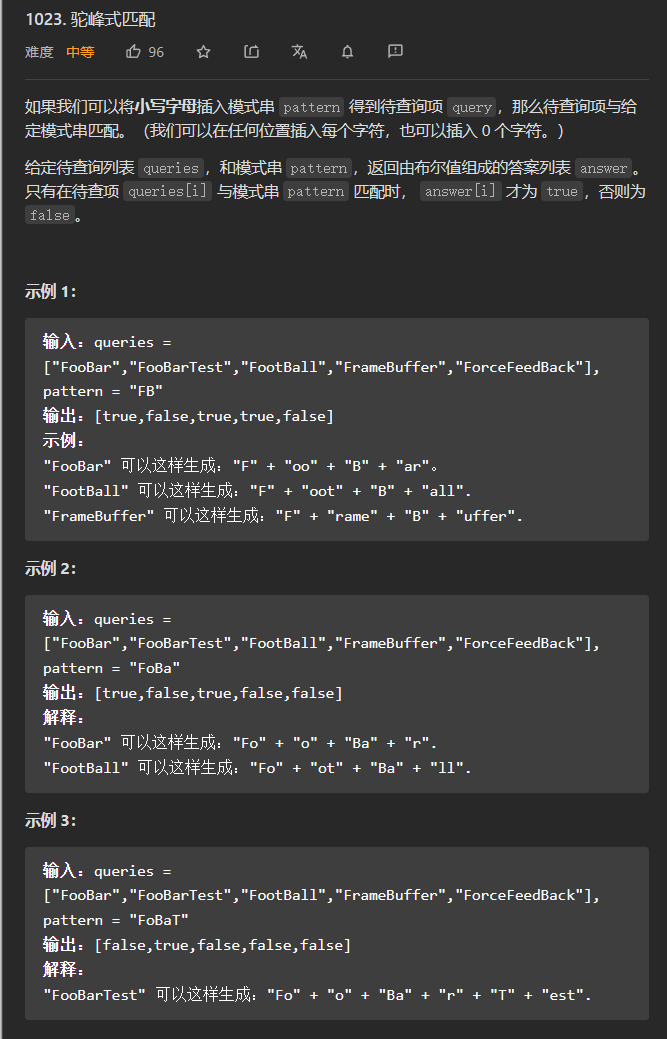 1023. 驼峰式匹配
难度 中等 96
如果我们可以将小写字母插入模式串 pattern 得到待查询项 query，那么待查询项与给
定模式串匹配。（我们可以在任何位置插入每个字符，也可以插入 0 个字符。）
给定待查询列表 queries，和模式串 pattern，返回由布尔值组成的答案列表 answer。
只有在待查项 queries[i] 与模式串 pattern 匹配时， answer[i] 才为 true，否则为
false。
示例 1：
输入：queries =
["FooBar","FooBarTest","FootBall","FrameBuffer","ForceFeedBack"],
pattern = "FB"
输出：[true,false,true,true,false]
示例：
"FooBar" 可以这样生成："F" + "oo" + "B" + "ar"。
"FootBall" 可以这样生成："F" + "oot" + "B" + "all".
"FrameBuffer" 可以这样生成："F" + "rame" + "B" + "uffer".
示例 2：
输入：queries =
["FooBar","FooBarTest","FootBall","FrameBuffer","ForceFeedBack"],
pattern = "FoBa"
输出：[true,false,true,false,false]
解释：
"FooBar" 可以这样生成："Fo" + "o" + "Ba" + "r".
"FootBall" 可以这样生成："Fo" + "ot" + "Ba" + "ll".
示例 3：
输入：queries =
["FooBar","FooBarTest","FootBall","FrameBuffer","ForceFeedBack"],
pattern = "FoBaT"
输出：[false,true,false,false,false]
解释：
"FooBarTest" 可以这样生成："Fo" + "o" + "Ba" + "r" + "T" + "est".